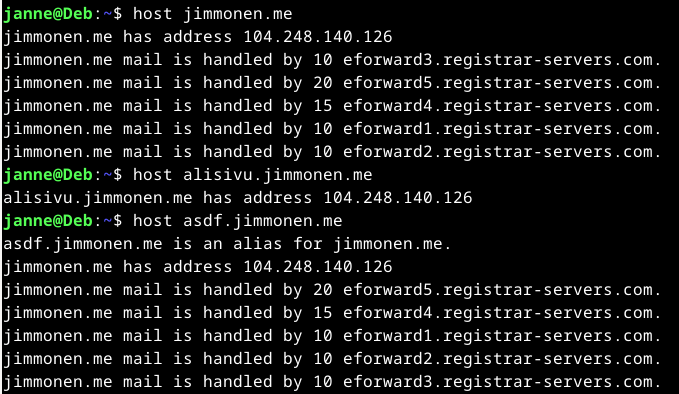 janne@Deb:~$ host jimmonen.me
jimmonen.me has address 104.248.140.126
jimmonen.me mail is handled by 10 eforward3.registrar-servers.com.
jimmonen.me mail is handled by 20 eforward5.registrar-servers.com.
jimmonen.me mail is handled by 15 eforward4.registrar-servers.com.
jimmonen.me mail is handled by 10 eforward1.registrar-servers.com.
jimmonen.me mail is handled by 10 eforward2.registrar-servers.com.
janne@Deb:~$ host alisivu.jimmonen.me
alisivu.jimmonen.me has address 104.248.140.126
janne@Deb:~$ host asdf.jimmonen.me
asdf.jimmonen.me is an alias for jimmonen.me.
jimmonen.me has address 104.248.140.126
jimmonen.me mail is handled by 20 eforward5.registrar-servers.com.
jimmonen.me mail is handled by 15 eforward4.registrar-servers.com.
jimmonen.me mail is handled by 10 eforward1.registrar-servers.com.
jimmonen.me mail is handled by 10 eforward2.registrar-servers.com.
jimmonen.me mail is handled by 10 eforward3.registrar-servers.com.